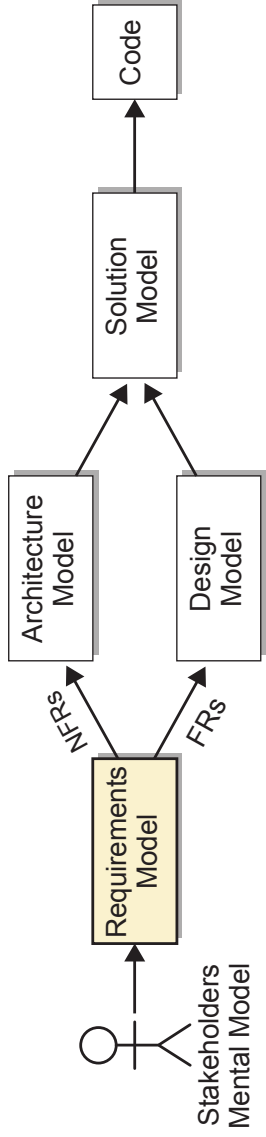 Stakeholders
Mental Model
Requirements
Model
NFRs
FRs
Architecture
Model
Design
Model
Solution
Model
Code